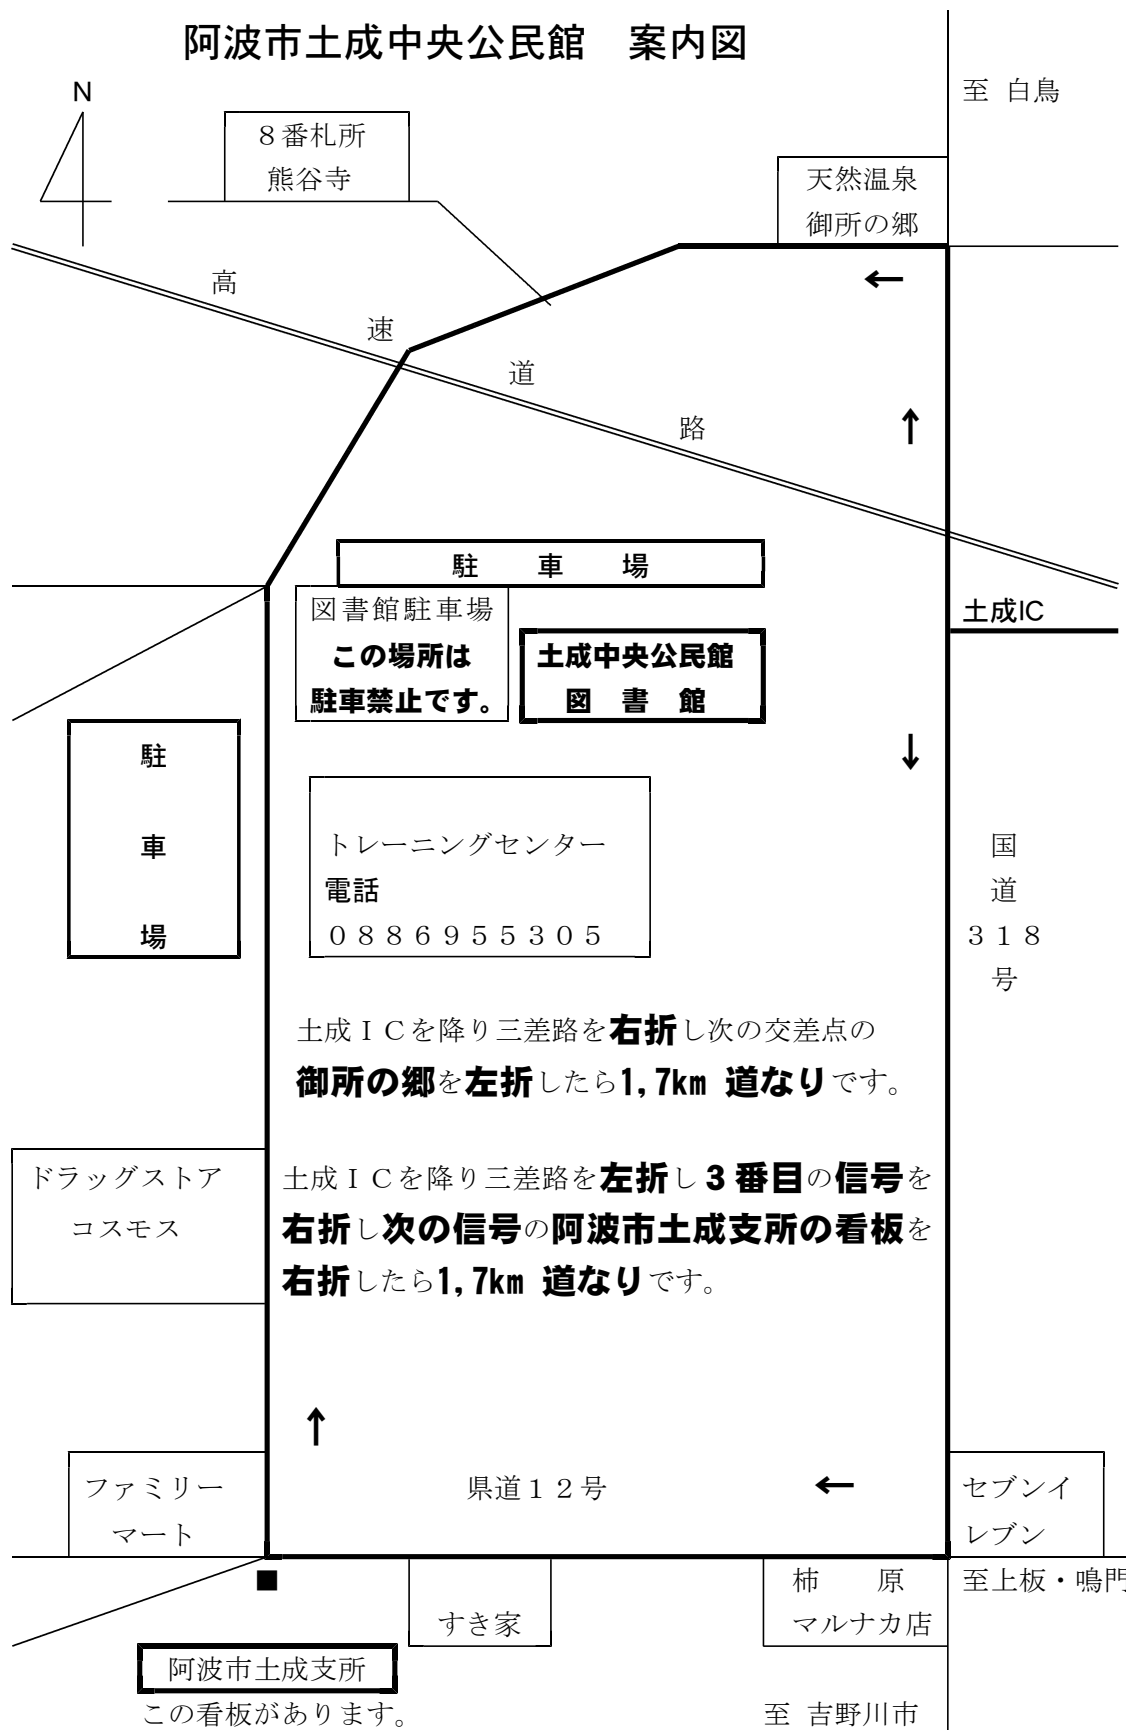 阿波市土成中央公民館　案内図
N
至 白鳥
８番札所
熊谷寺
天然温泉
御所の郷
←
高
速
道
路
↑
駐　車　場
図書館駐車場
この場所は
駐車禁止です。
土成中央公民館
図　書　館
土成IC
↓
駐
車
場
トレーニングセンター
電話
０８８６９５５３０５
国
道
３１８
号
土成ＩＣを降り三差路を右折し次の交差点の
御所の郷を左折したら1,7km 道なりです。
土成ＩＣを降り三差路を左折し３番目の信号を
右折し次の信号の阿波市土成支所の看板を
右折したら1,7km 道なりです。
ドラッグストア
コスモス
↑
ファミリー
マート
県道１２号
←
セブンイ
レブン
■
すき家
柿　原
マルナカ店
至上板・鳴門
阿波市土成支所
この看板があります。
至 吉野川市